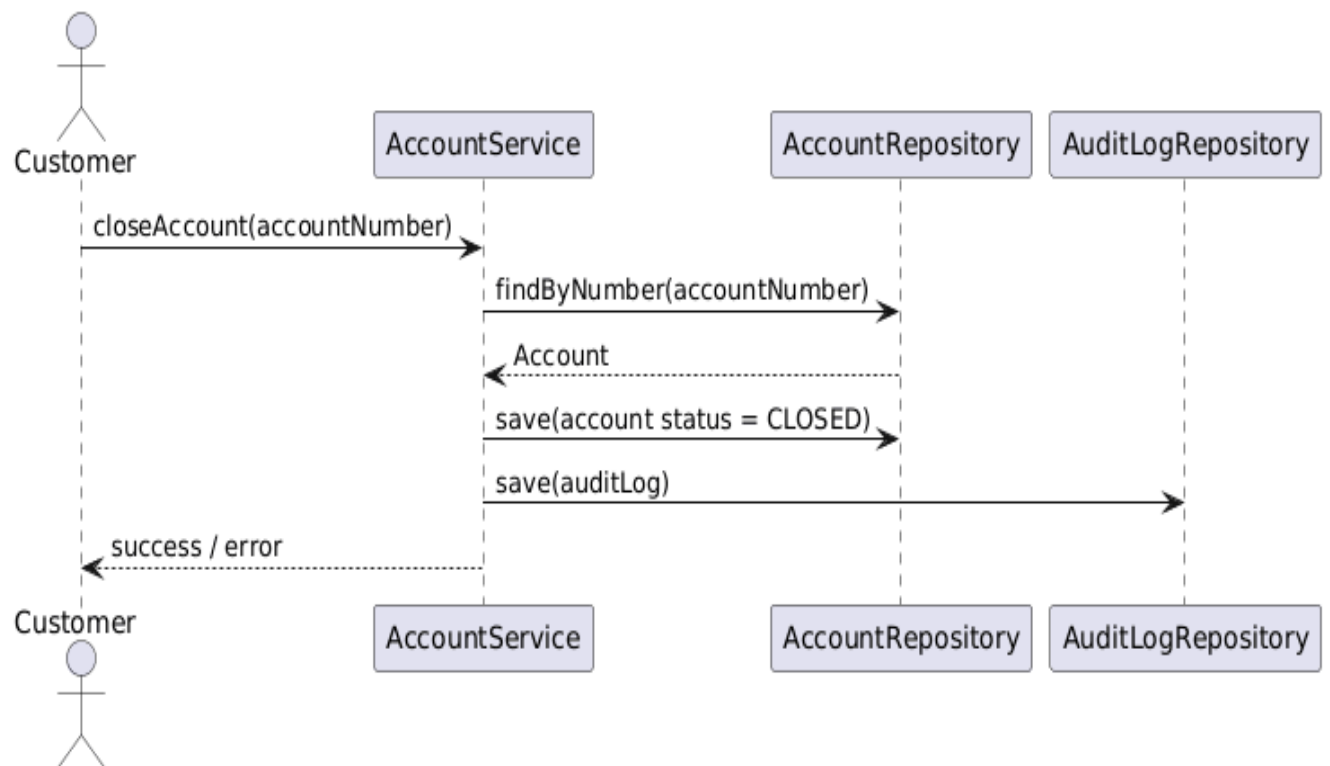 Customer
AccountService
AccountRepository
AuditLogRepository
closeAccount(accountNumber)
findByNumber(accountNumber)
Account
save(account status = CLOSED)
save(auditLog)
success / error
Customer
AccountService
AccountRepository
AuditLogRepository